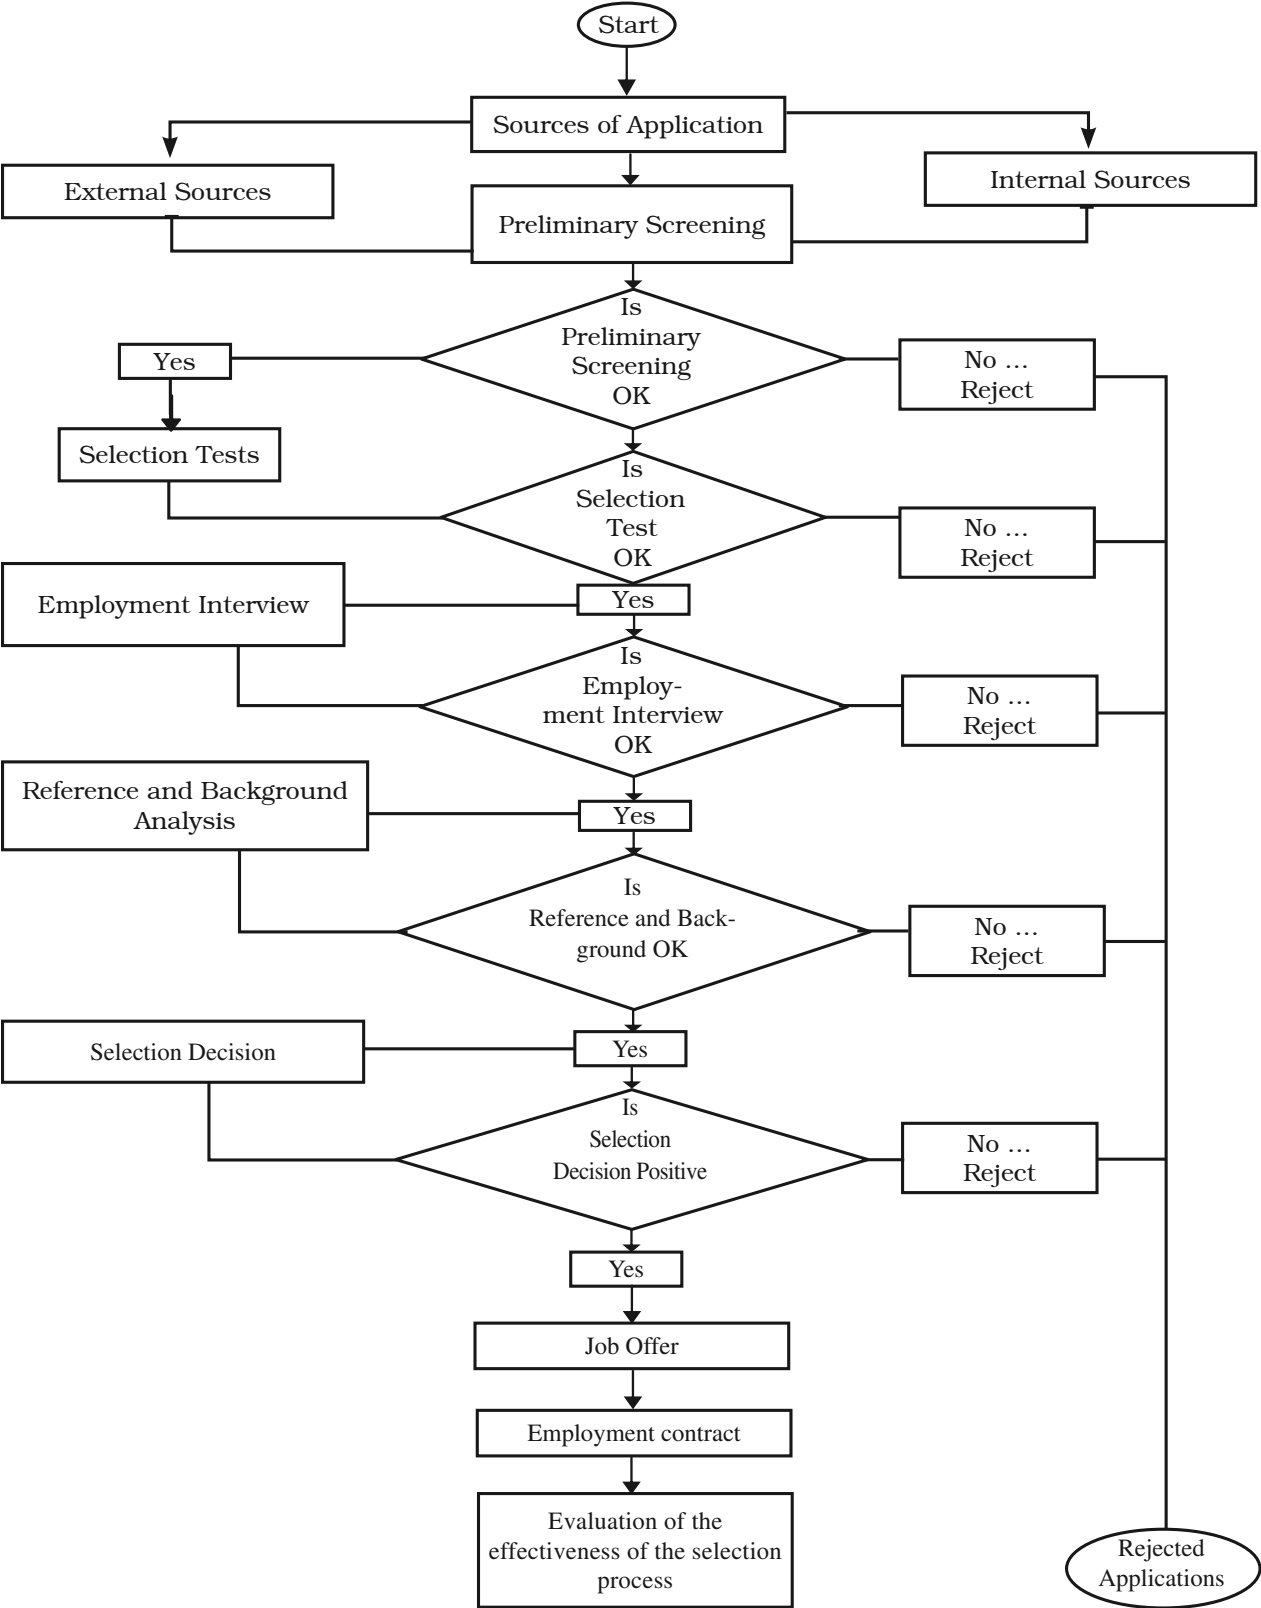 Start
Sources of Application
External Sources
Internal Sources
Preliminary Screening
Is
Preliminary
Screening
OK
Yes
No ...
Reject
Selection Tests
Is
Selection
Test
OK
No ...
Reject
Employment Interview
Yes
Is
Employ-
ment Interview
OK
No ...
Reject
Reference and Background
Analysis
Yes
Is
Reference and Back-
ground OK
No ...
Reject
Selection Decision
Yes
Is
Selection
Decision Positive
No ...
Reject
Yes
Job Offer
Employment contract
Evaluation of the
effectiveness of the selection
process
Rejected
Applications